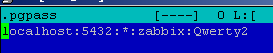 .pgpass [----] 0 L:[
localhost:5432:*:zabbix:Qwerty2